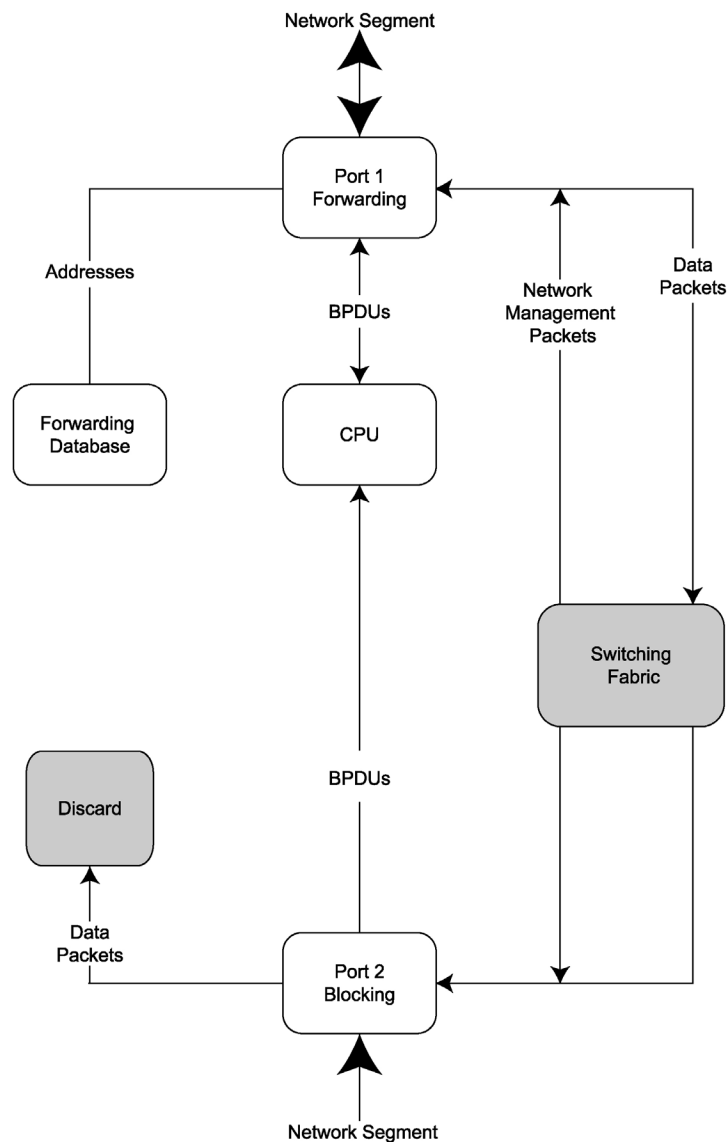 Network Segment
Port 1
Forwarding
Addresses
BPDUs
Network
Management
Packets
Data
Packets
Forwarding
Database
CPU
Switching
Fabric
Discard
BPDUs
Data
Packets
Port 2
Blocking
Network Segment